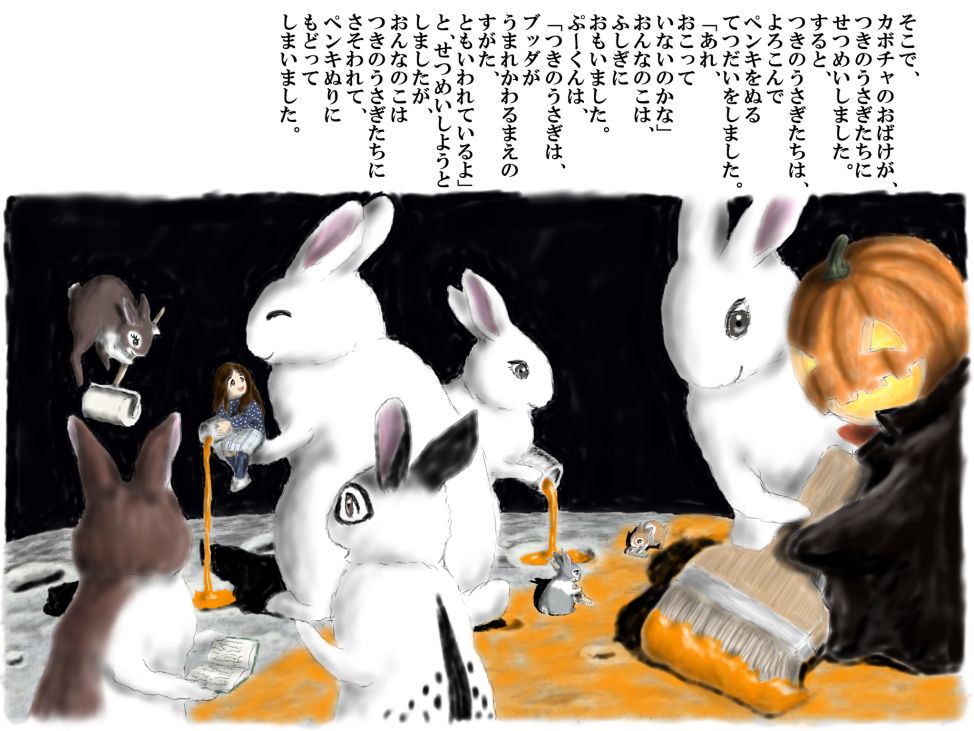 そこで、
カボチャのおばけが、
つきのうさぎたちに
せつめいしました。
すると、
つきのうさぎたちは、
よろこんで
ペンキをぬる
てつだいをしました。
「あれ、
おこって
いないのかな」
おんなのこは、
ふしぎに
おもいました。
ぷーくんは、
「つきのうさぎは、
ブッダが
うまれかわるまえの
すがた、
ともいわれているよ」
と、せつめいしようと
しましたが、
おんなのこは
つきのうさぎたちに
さそわれて、
ペンキぬりに
もどって
しまいました。